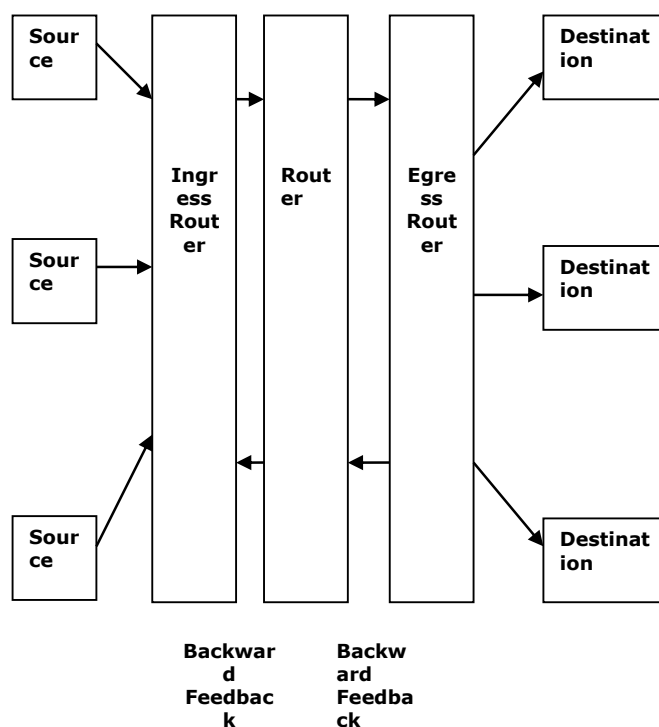 Sour
ce
Destinat
ion
Ingr
ess
Rout
er
Rout
er
Egre
ss
Rout
er
Sour
ce
Destinat
ion
Sour
ce
Destinat
ion
Backwar
d
Feedbac
k
Backw
ard
Feedba
ck